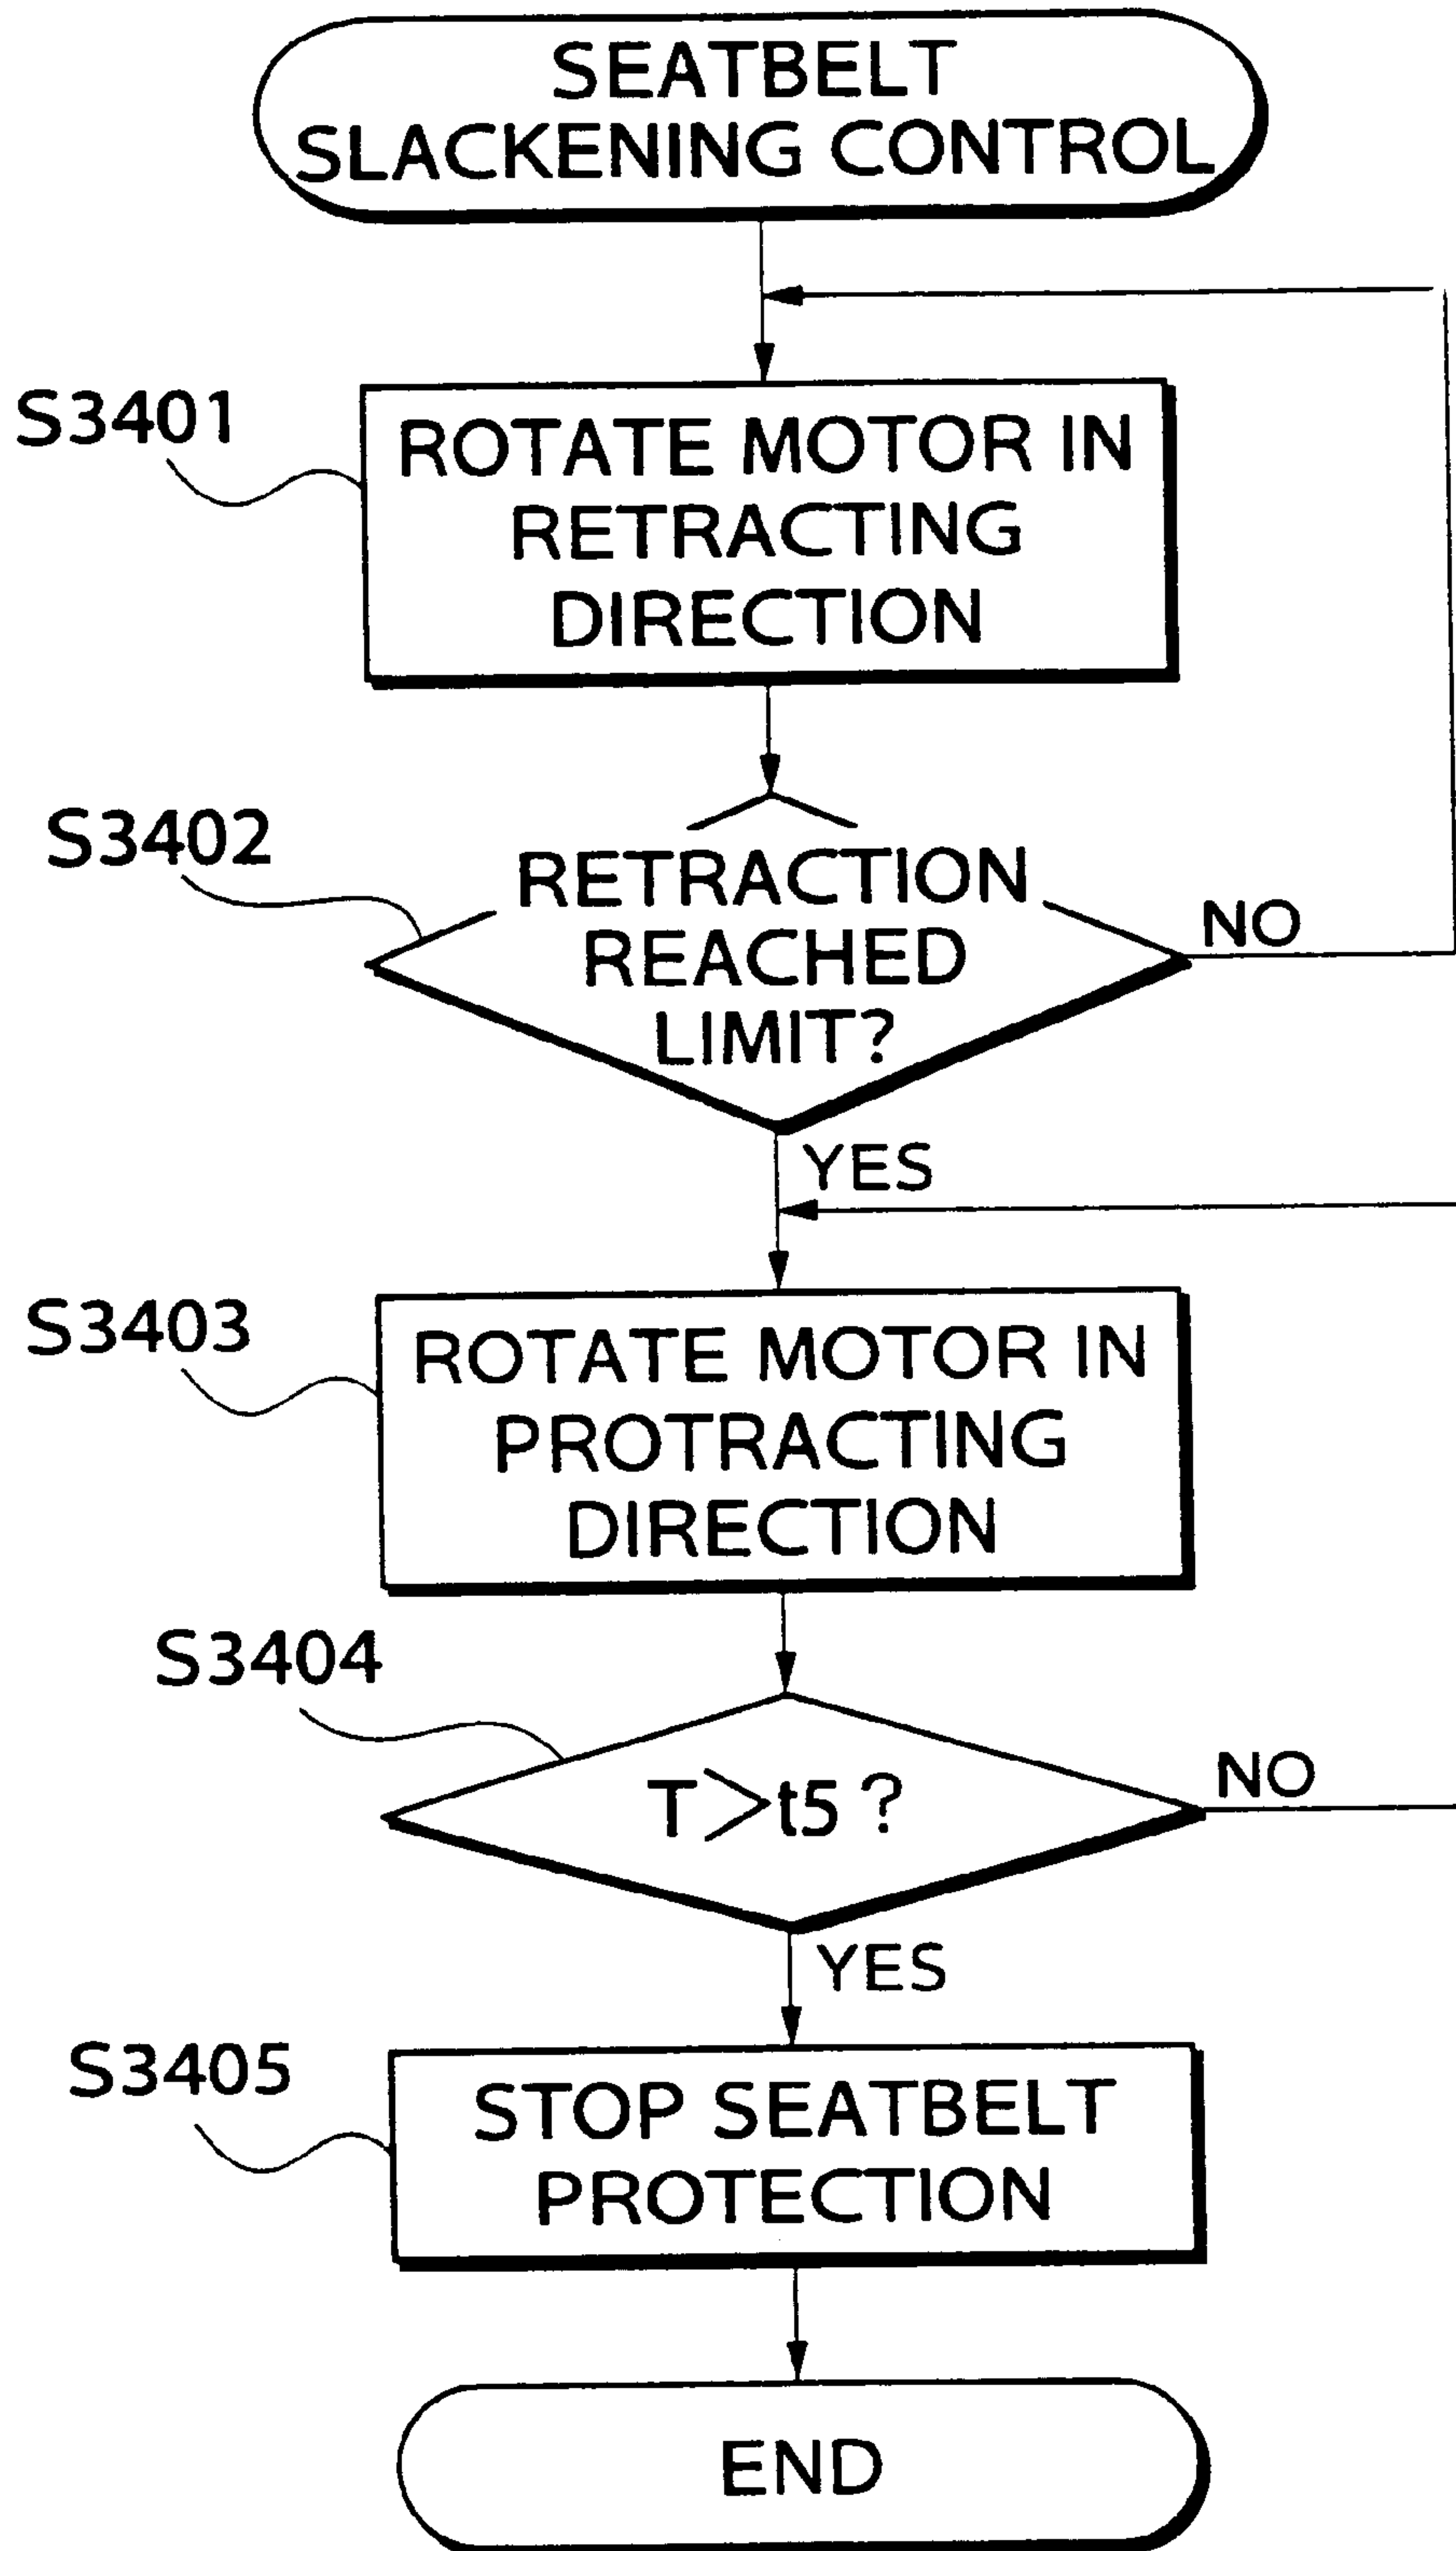 SEATBELT
SLACKENING CONTROL
S3401
ROTATE MOTOR IN
RETRACTING
DIRECTION
S3402
RETRACTION
REACHED
LIMIT?
NO
YES
S3403
ROTATE MOTOR IN
PROTRACTING
DIRECTION
S3404
T>t5 ?
NO
YES
S3405
STOP SEATBELT
PROTECTION
END